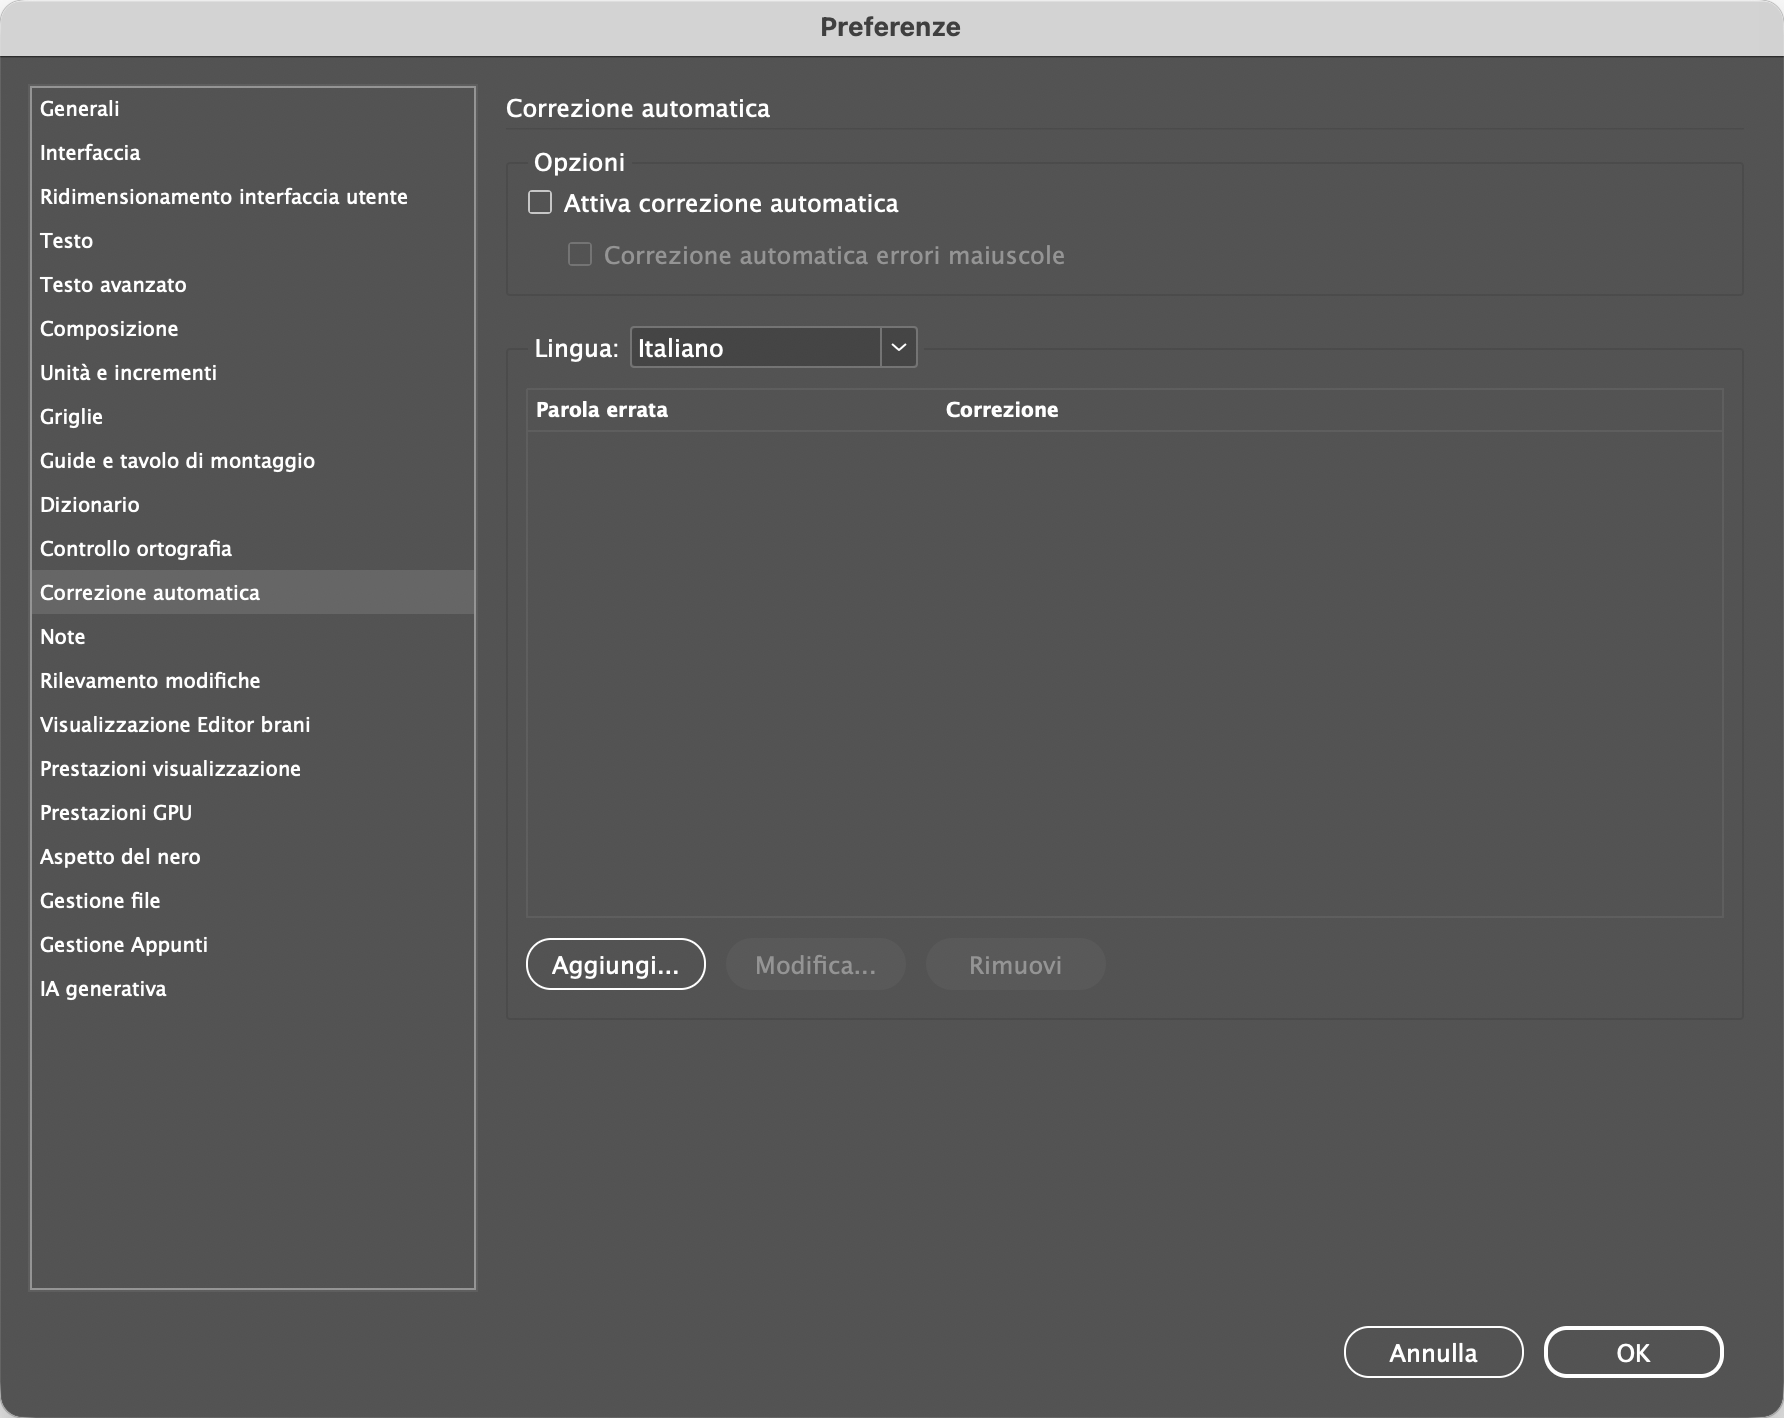 Preferenze
Generali
Interfaccia
Ridimensionamento interfaccia utente
Testo
Testo avanzato
Composizione
Unità e incrementi
Griglie
Guide e tavolo di montaggio
Dizionario
Controllo ortografia
Correzione automatica
Note
Rilevamento modifiche
Visualizzazione Editor brani
Prestazioni visualizzazione
Prestazioni GPU
Aspetto del nero
Gestione file
Gestione Appunti
IA generativa
Correzione automatica
Opzioni
Attiva correzione automatica
Correzione automatica errori maiuscole
Lingua: Italiano
Parola errata Correzione
Aggiungi... Modifica... Rimuovi
Annulla OK